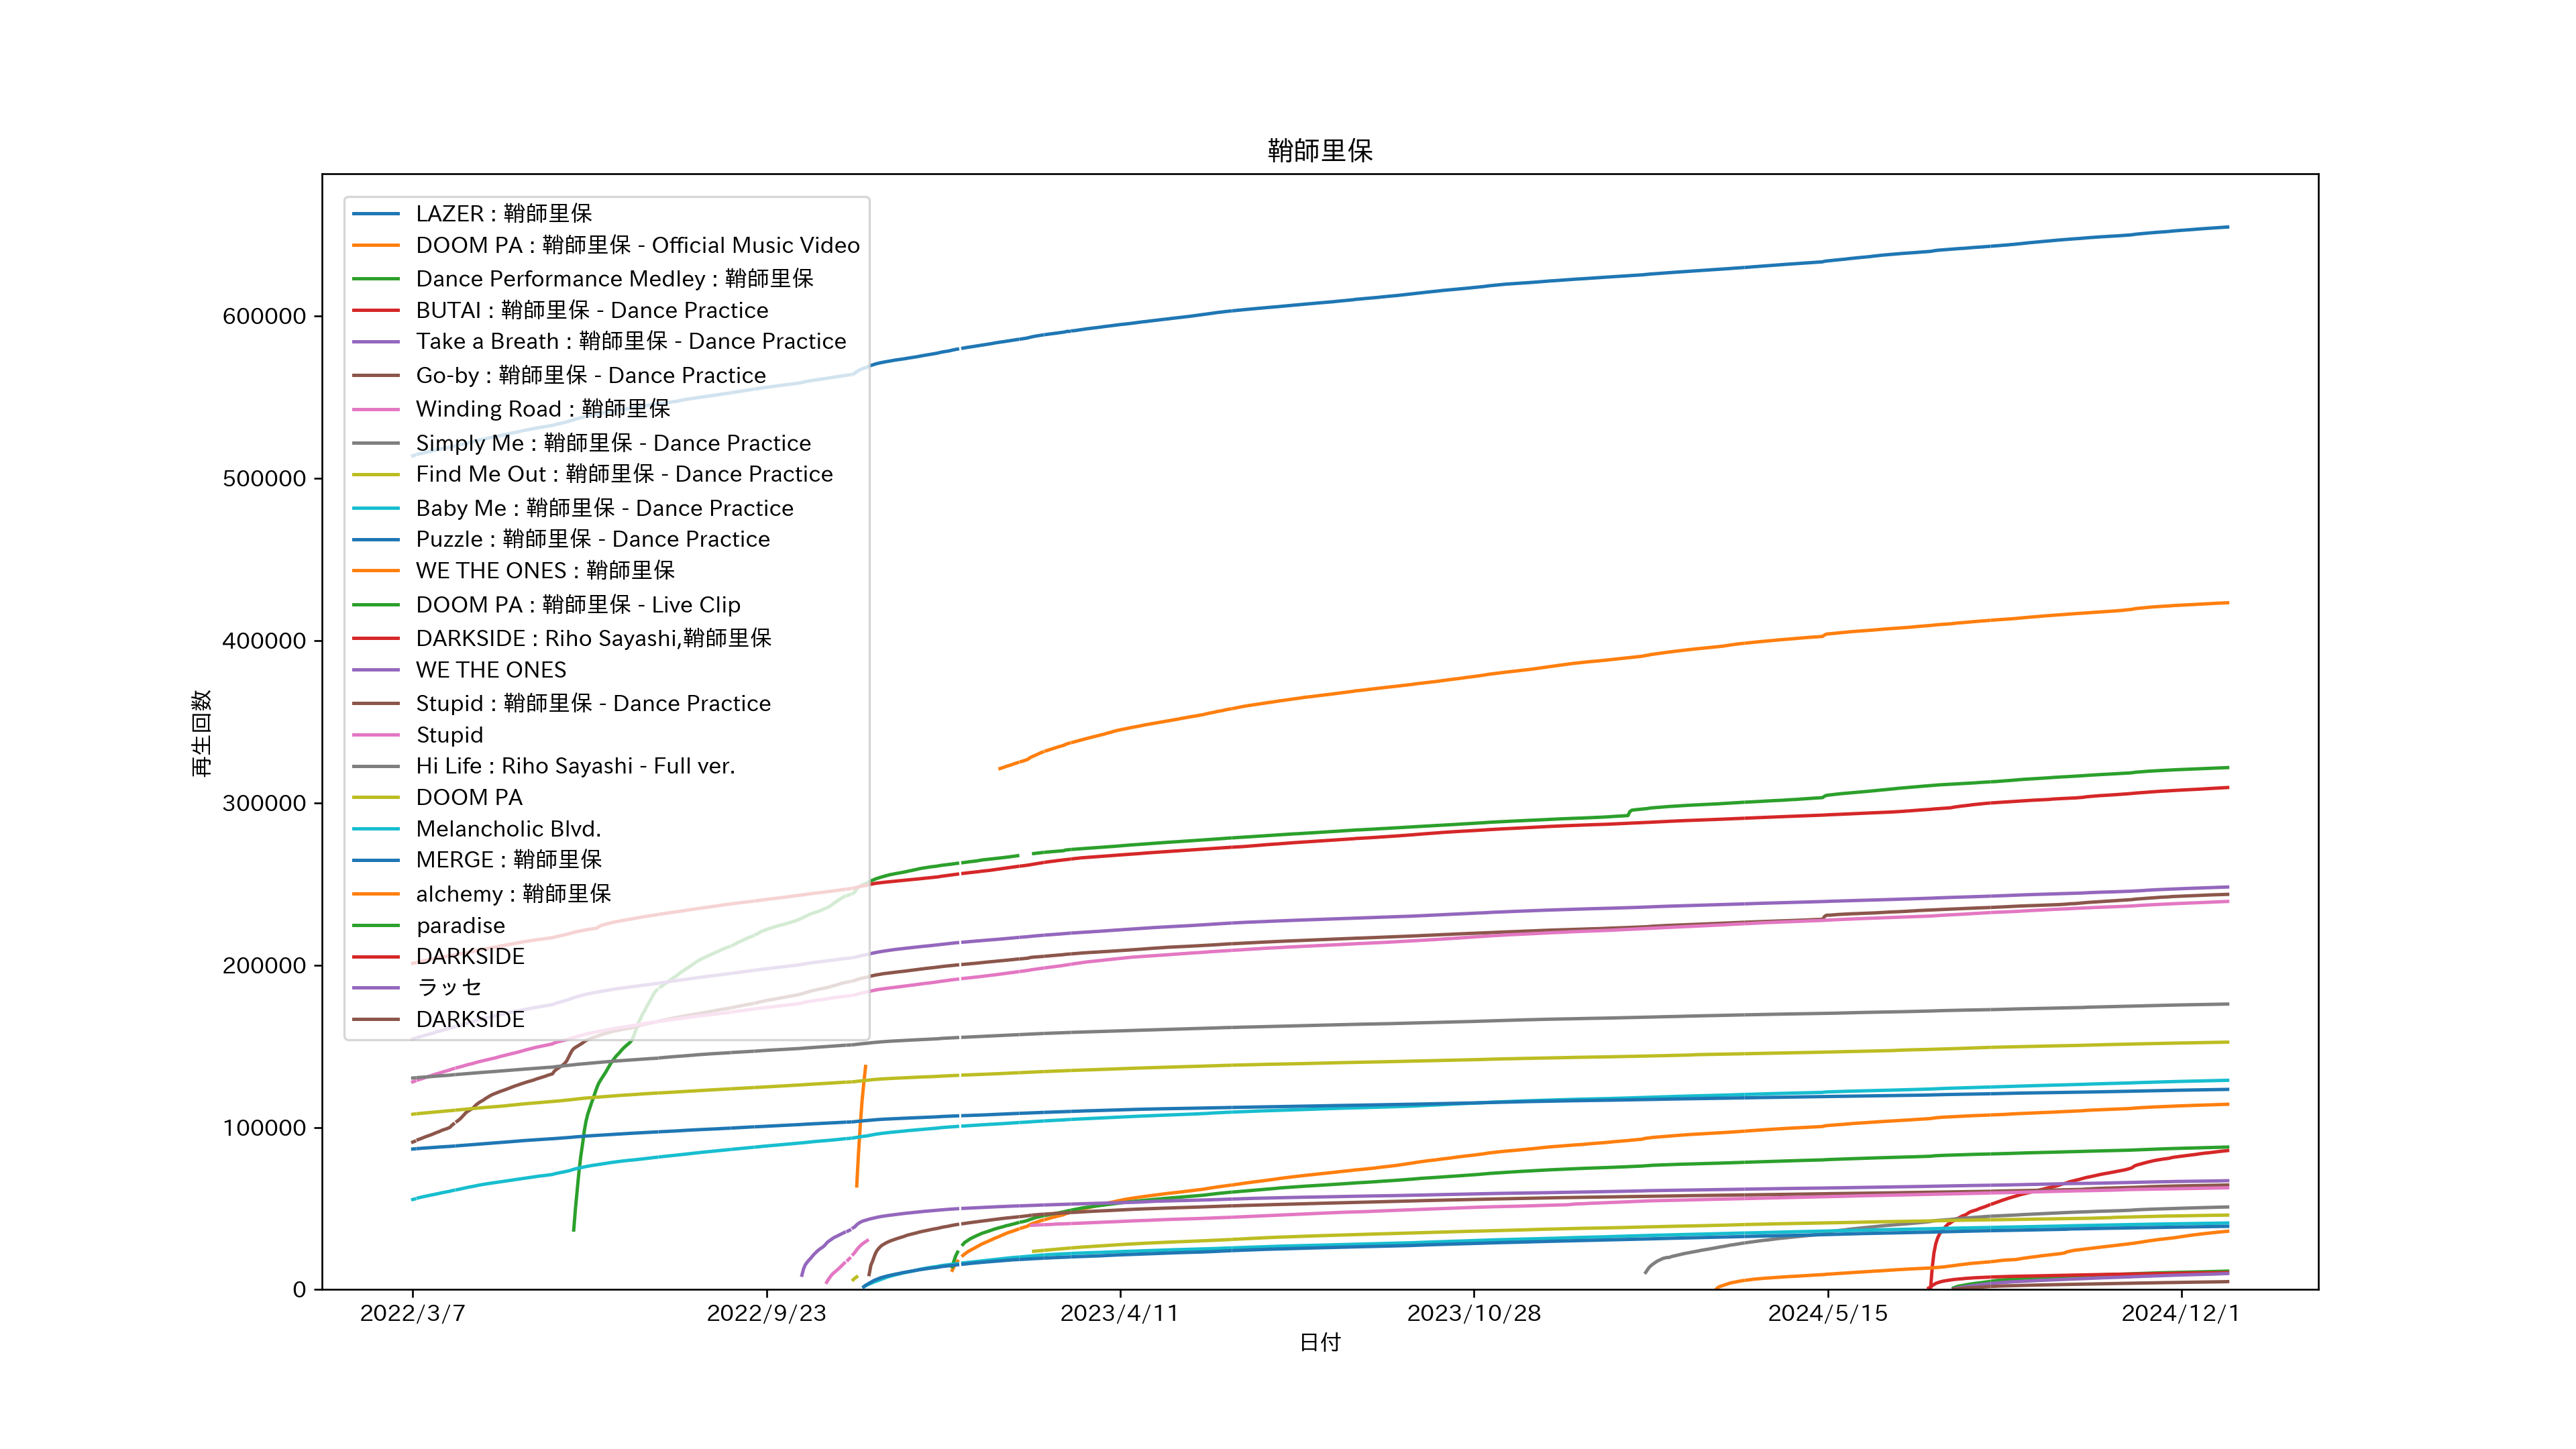 鞘師里保
LAZER : 鞘師里保
DOOM PA : 鞘師里保 - Official Music Video
Dance Performance Medley : 鞘師里保
BUTAI : 鞘師里保 - Dance Practice
Take a Breath : 鞘師里保 - Dance Practice
Go-by : 鞘師里保 - Dance Practice
Winding Road : 鞘師里保
Simply Me : 鞘師里保 - Dance Practice
Find Me Out : 鞘師里保 - Dance Practice
Baby Me : 鞘師里保 - Dance Practice
Puzzle : 鞘師里保 - Dance Practice
WE THE ONES : 鞘師里保
DOOM PA : 鞘師里保 - Live Clip
DARKSIDE : Riho Sayashi,鞘師里保
WE THE ONES
Stupid : 鞘師里保 - Dance Practice
Stupid
Hi Life : Riho Sayashi - Full ver.
DOOM PA
Melancholic Blvd.
MERGE : 鞘師里保
alchemy : 鞘師里保
paradise
DARKSIDE
ラッセ
DARKSIDE
再生回数
600000
500000
400000
300000
200000
100000
0
2022/3/7
2022/9/23
2023/4/11
2023/10/28
2024/5/15
2024/12/1
日付